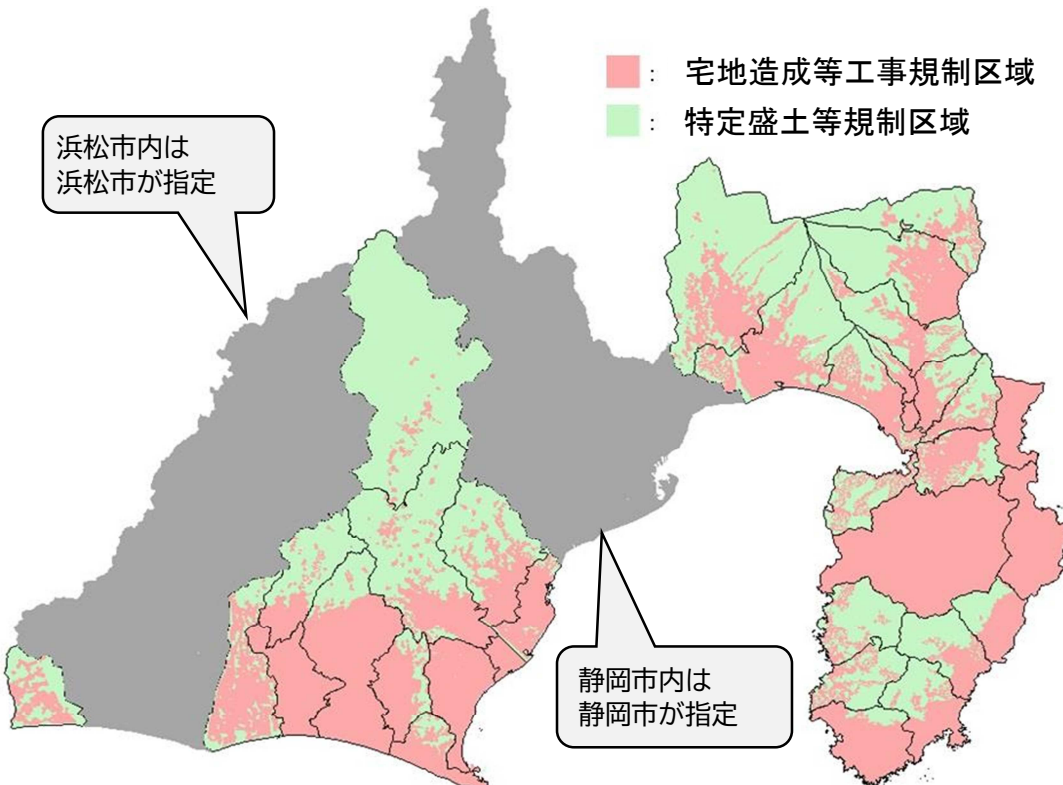 ： 宅地造成等工事規制区域
： 特定盛土等規制区域
浜松市内は
浜松市が指定
静岡市内は
静岡市が指定